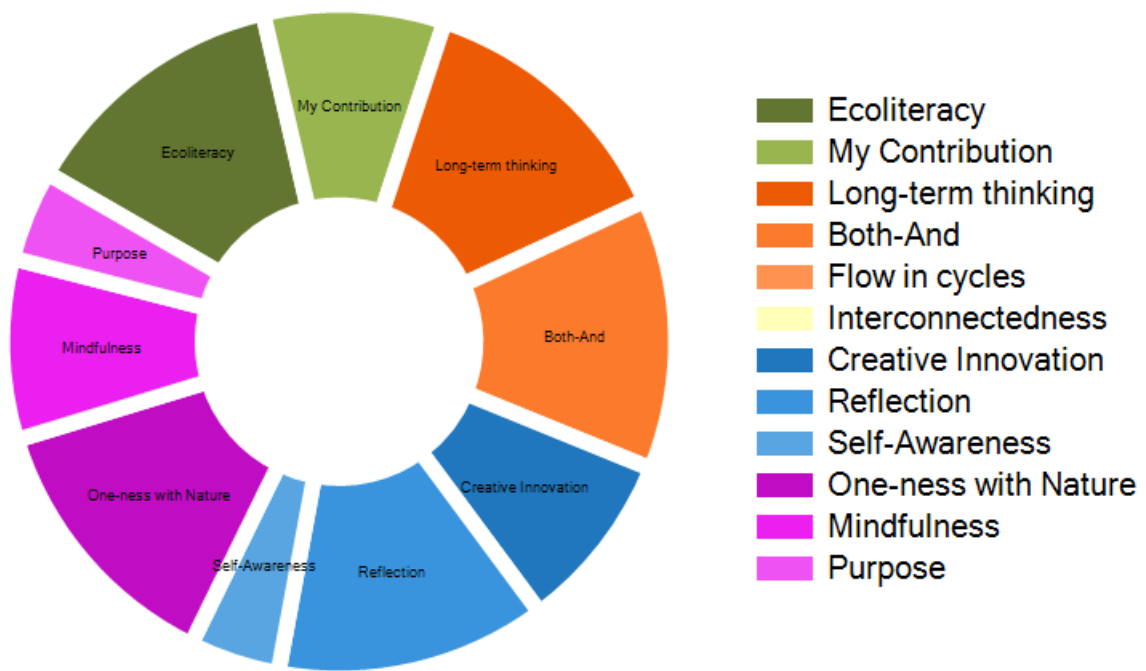 My Contribution
Ecoliteracy
Long-term thinking
Purpose
Both-And
Mindfulness
Creative Innovation
One-ness with Nature
Self-Awareness
Reflection
Ecoliteracy
My Contribution
Long-term thinking
Both-And
Flow in cycles
Interconnectedness
Creative Innovation
Reflection
Self-Awareness
One-ness with Nature
Mindfulness
Purpose